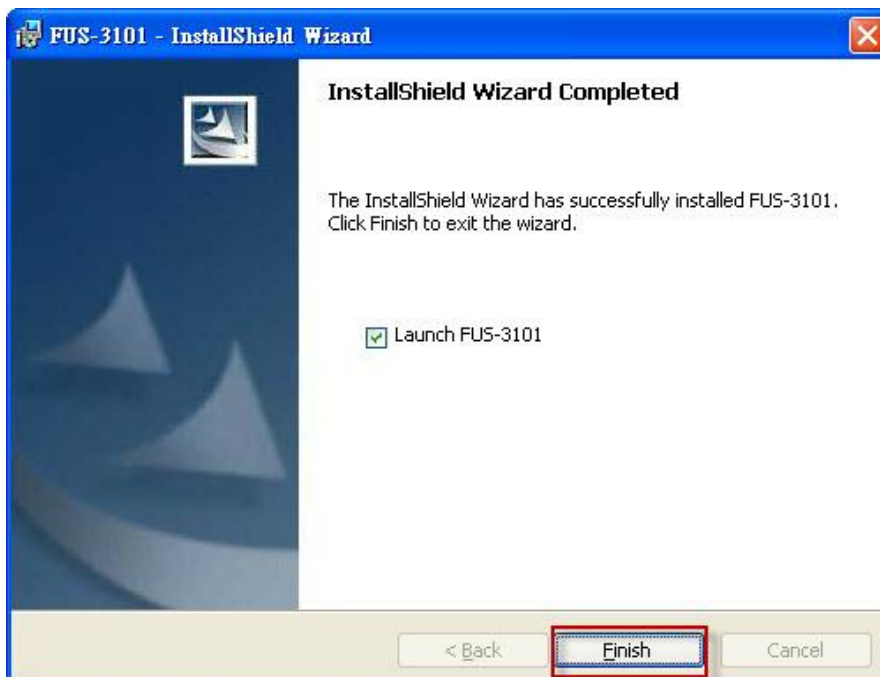 FUS-3101 - InstallShield Wizard
InstallShield Wizard Completed
The InstallShield Wizard has successfully installed FUS-3101.
Click Finish to exit the wizard.
Launch FUS-3101
< Back
Finish
Cancel